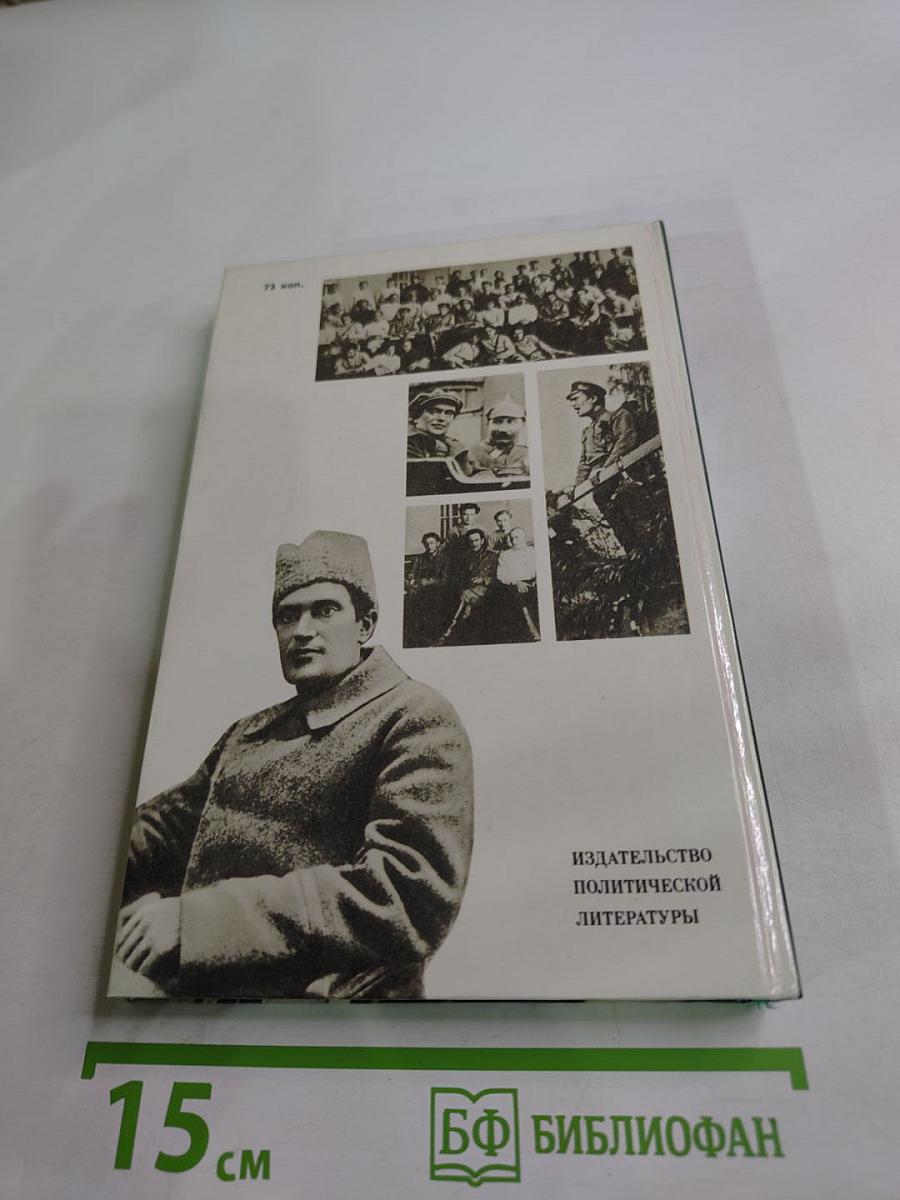 75 коп.
ИЗДАТЕЛЬСТВО
ПОЛИТИЧЕСКОЙ
ЛИТЕРАТУРЫ
15 см
БФ БИБЛИОФАН